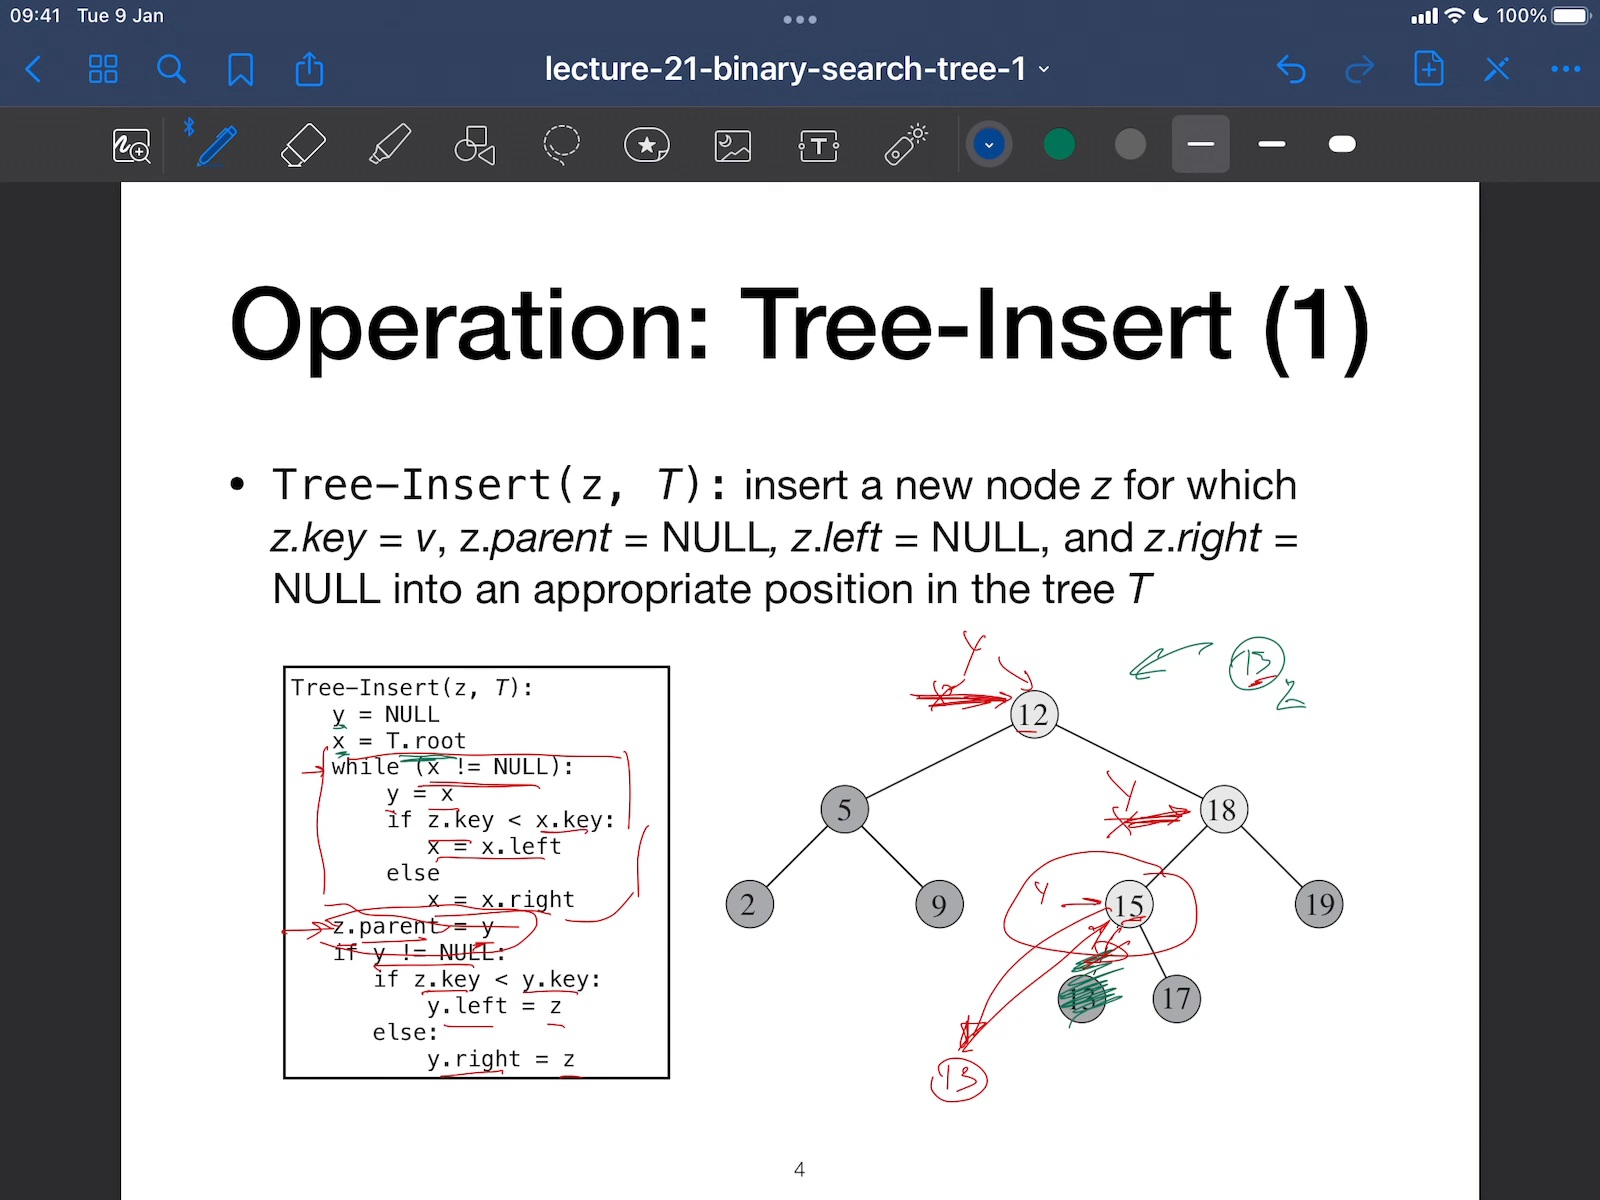 09:41 Tue 9 Jan
100%
lecture-21-binary-search-tree-1
T
Operation: Tree-Insert (1)
• Tree-Insert(z, T): insert a new node z for which
z.key = v, z.parent = NULL, z.left = NULL, and z.right =
NULL into an appropriate position in the tree T
Tree-Insert(z, T):
y = NULL
x = T.root
while (x != NULL):
y = x
if z.key < x.key:
x = x.left
else
x = x.right
z.parent = y
if y != NULL:
if z.key < y.key:
y.left = z
else:
y.right = z
y
13
z
x
12
y
x
5
18
y
2
9
15
19
13
17
13
4